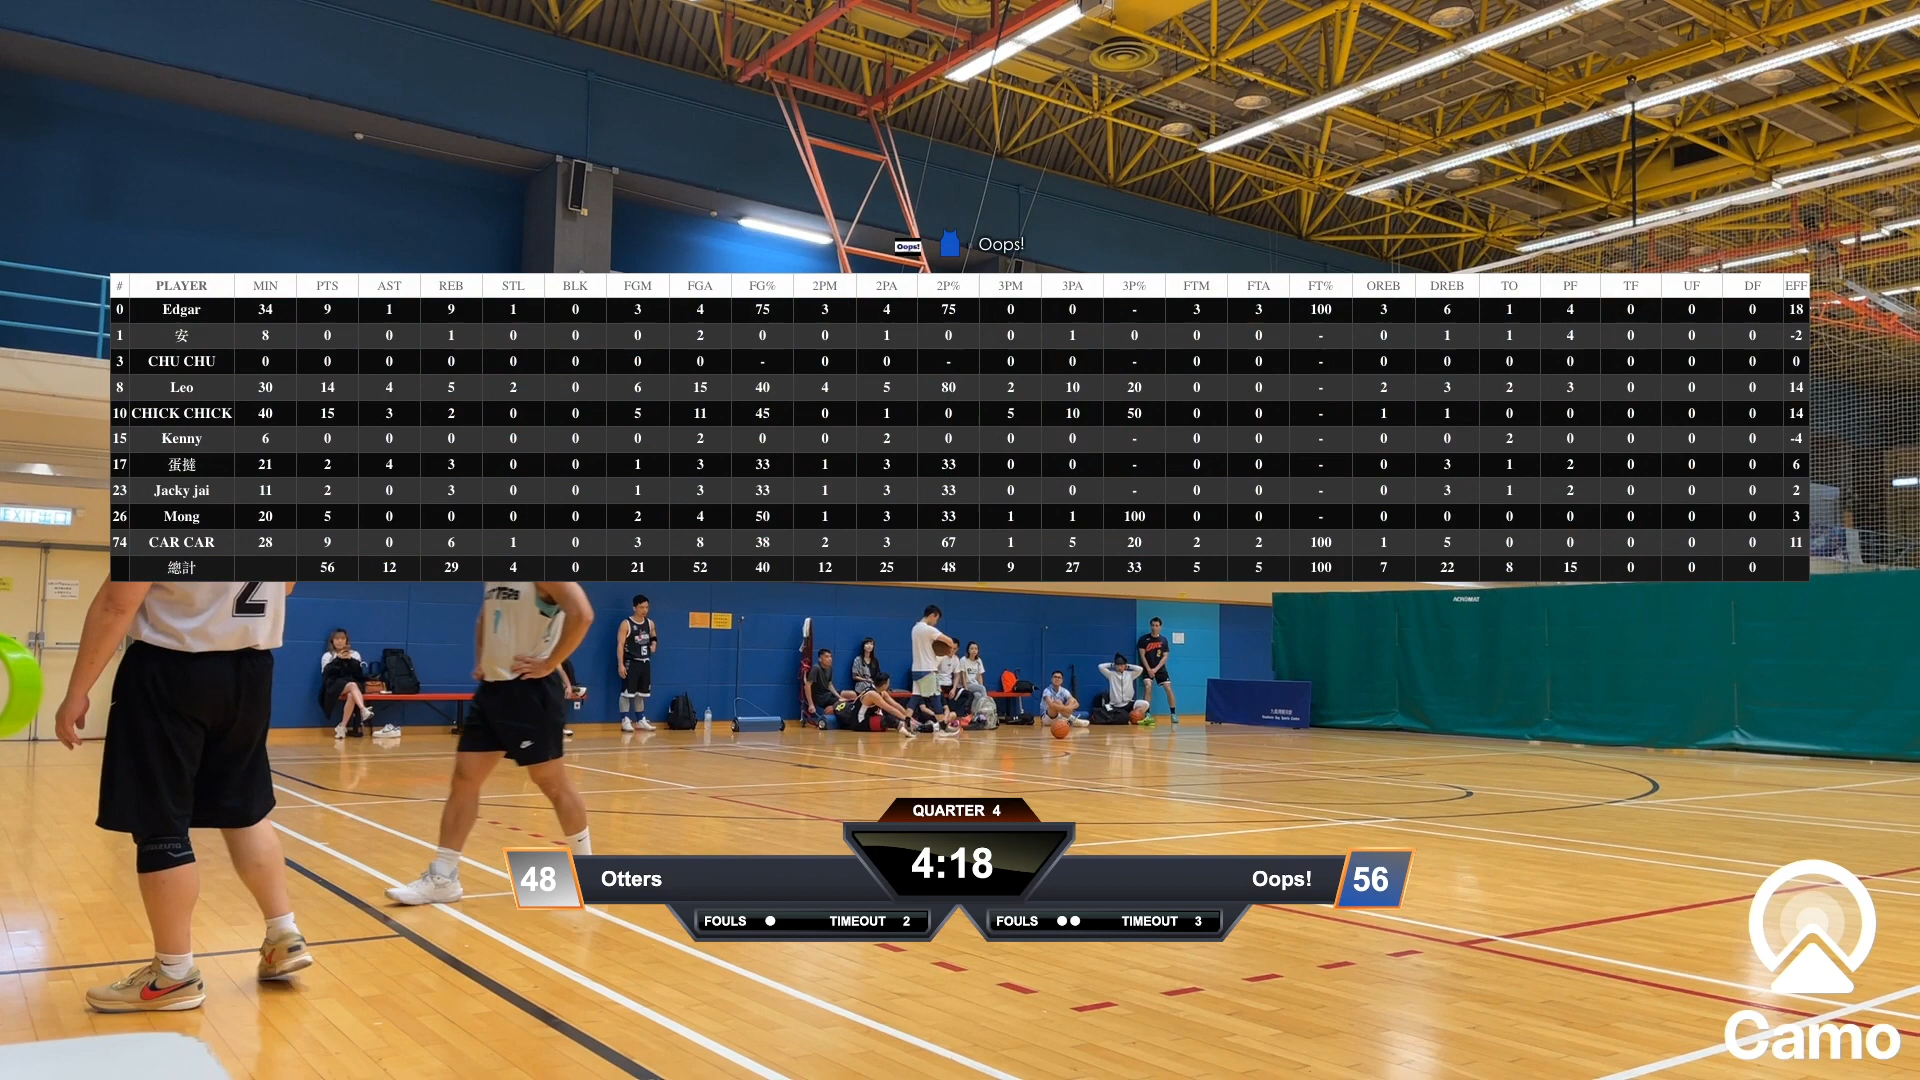 Oops! Oops!
# PLAYER MIN PTS AST REB STL BLK FGM FGA FG% 2PM 2PA 2P% 3PM 3PA 3P% FTM FTA FT% OREB DREB TO PF TF UF DF EFF
0 Edgar 34 9 1 9 1 0 3 4 75 3 4 75 0 0 - 3 3 100 3 6 1 4 0 0 0 18
1 安 8 0 0 1 0 0 0 2 0 0 1 0 0 1 0 0 0 - 0 1 1 4 0 0 0 -2
3 CHU CHU 0 0 0 0 0 0 0 0 - 0 0 - 0 0 - 0 0 - 0 0 0 0 0 0 0 0
8 Leo 30 14 4 5 2 0 6 15 40 4 5 80 2 10 20 0 0 - 2 3 2 3 0 0 0 14
10 CHICK CHICK 40 15 3 2 0 0 5 11 45 0 1 0 5 10 50 0 0 - 1 1 0 0 0 0 0 14
15 Kenny 6 0 0 0 0 0 0 2 0 0 2 0 0 0 - 0 0 - 0 0 2 0 0 0 0 -4
17 蛋撻 21 2 4 3 0 0 1 3 33 1 3 33 0 0 - 0 0 - 0 3 1 2 0 0 0 6
23 Jacky jai 11 2 0 3 0 0 1 3 33 1 3 33 0 0 - 0 0 - 0 3 1 2 0 0 0 2
26 Mong 20 5 0 0 0 0 2 4 50 1 3 33 1 1 100 0 0 - 0 0 0 0 0 0 0 3
74 CAR CAR 28 9 0 6 1 0 3 8 38 2 3 67 1 5 20 2 2 100 1 5 0 0 0 0 0 11
總計 56 12 29 4 0 21 52 40 12 25 48 9 27 33 5 5 100 7 22 8 15 0 0 0
EXIT 出口
2
15
ACROMAT
QUARTER 4
4:18
48 Otters Oops! 56
FOULS TIMEOUT 2 FOULS TIMEOUT 3
Camo